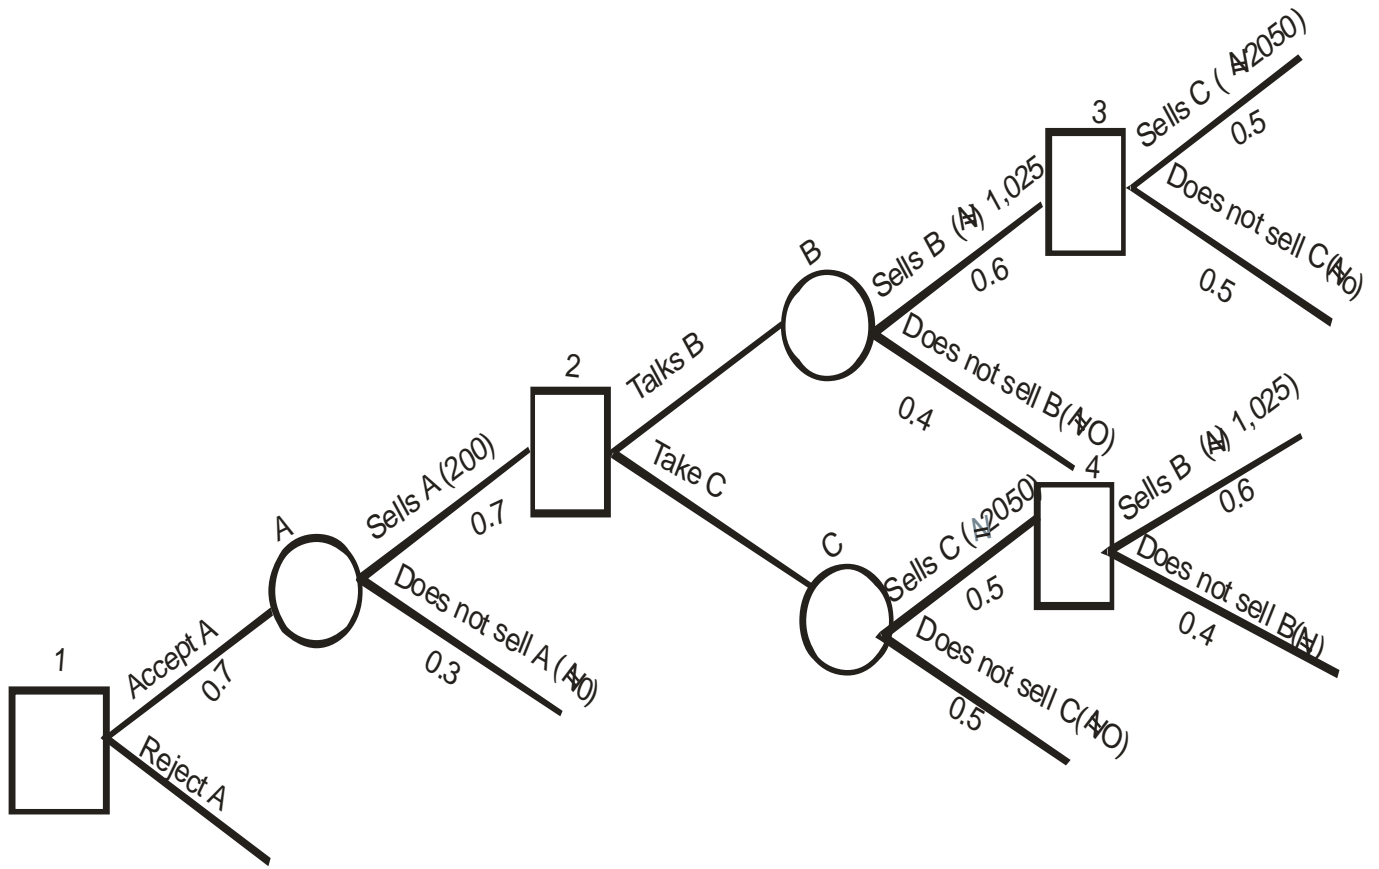 Sells C ( ₦2050)
3
0.5
Does not sell C(₦o)
Sells B (₦) 1,025
B
0.6
0.5
Does not sell B(₦O)
Talks B
2
0.4
Sells B (₦) 1,025)
4
Take C
0.6
Sells A (200)
Sells C (₦2050)
0.7
A
C
Does not sell B(₦)
0.5
0.4
Does not sell A ( ₦0)
0.3
Does not sell C(₦O)
0.5
Accept A
0.7
1
Reject A